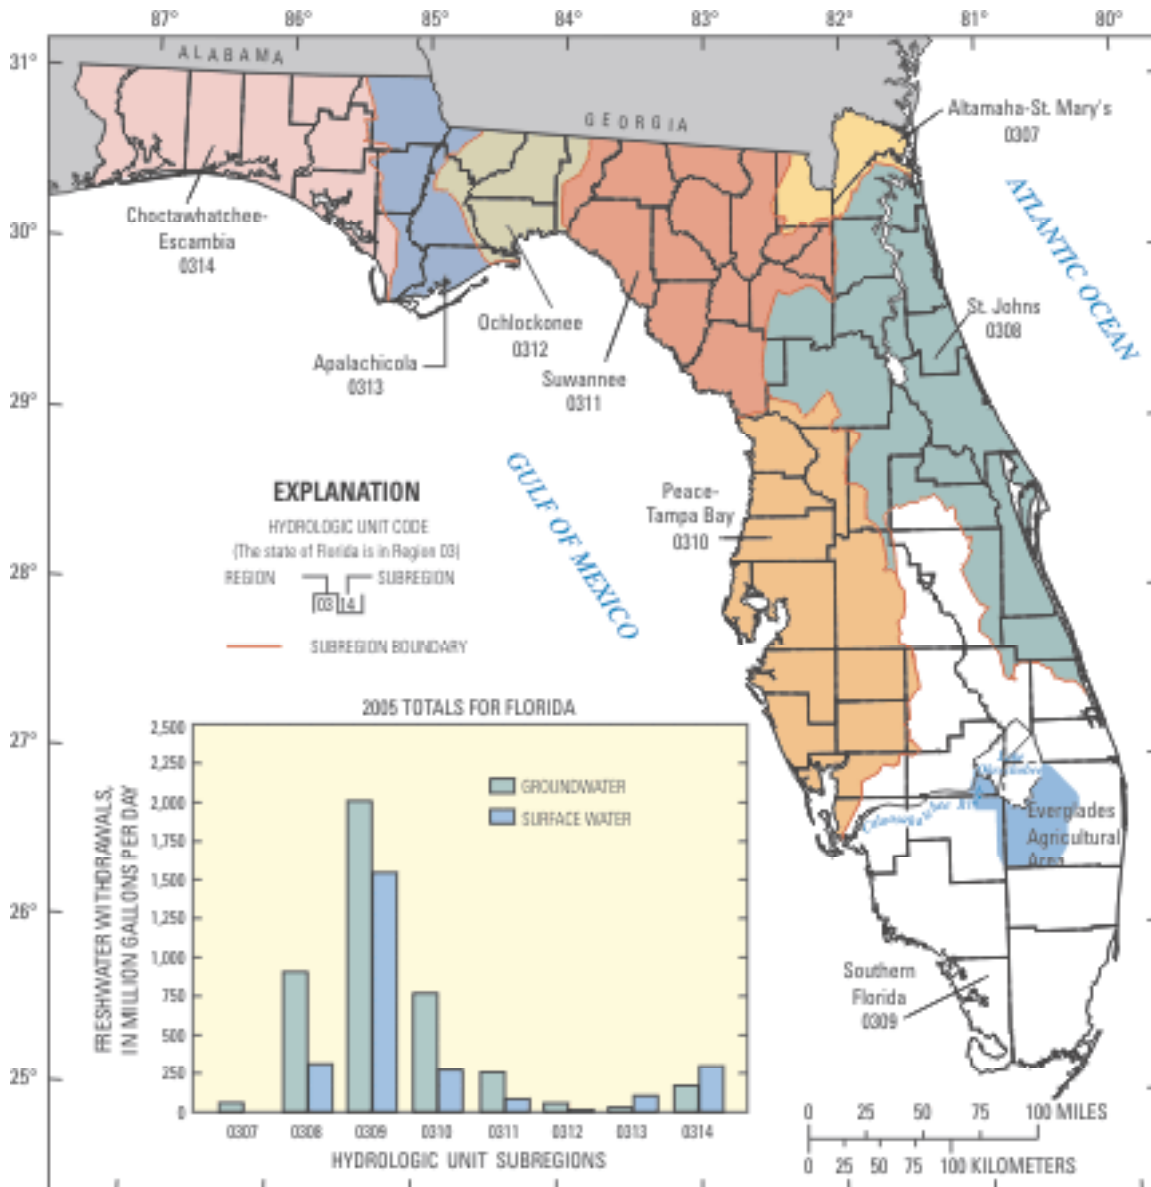 87° 86° 85° 84° 83° 82° 81° 80°
31°
30°
29°
28°
27°
26°
25°
ALABAMA
GEORGIA
Altamaha-St. Mary's
0307
ATLANTIC OCEAN
Choctawhatchee-
Escambia
0314
St. Johns
0308
Ochlockonee
0312
Apalachicola
0313
Suwannee
0311
GULF OF MEXICO
Peace-
Tampa Bay
0310
EXPLANATION
HYDROLOGIC UNIT CODE
(The state of Florida is in Region 03)
REGION SUBREGION
03 14
SUBREGION BOUNDARY
Lake
Everglades
Agricultural
Area
Southern
Florida
0309
2005 TOTALS FOR FLORIDA
FRESHWATER WITHDRAWALS,
IN MILLION GALLONS PER DAY
2,500
2,250
2,000
1,750
1,500
1,250
1,000
750
500
250
0
GROUNDWATER
SURFACE WATER
0307 0308 0309 0310 0311 0312 0313 0314
HYDROLOGIC UNIT SUBREGIONS
0 25 50 75 100 MILES
0 25 50 75 100 KILOMETERS